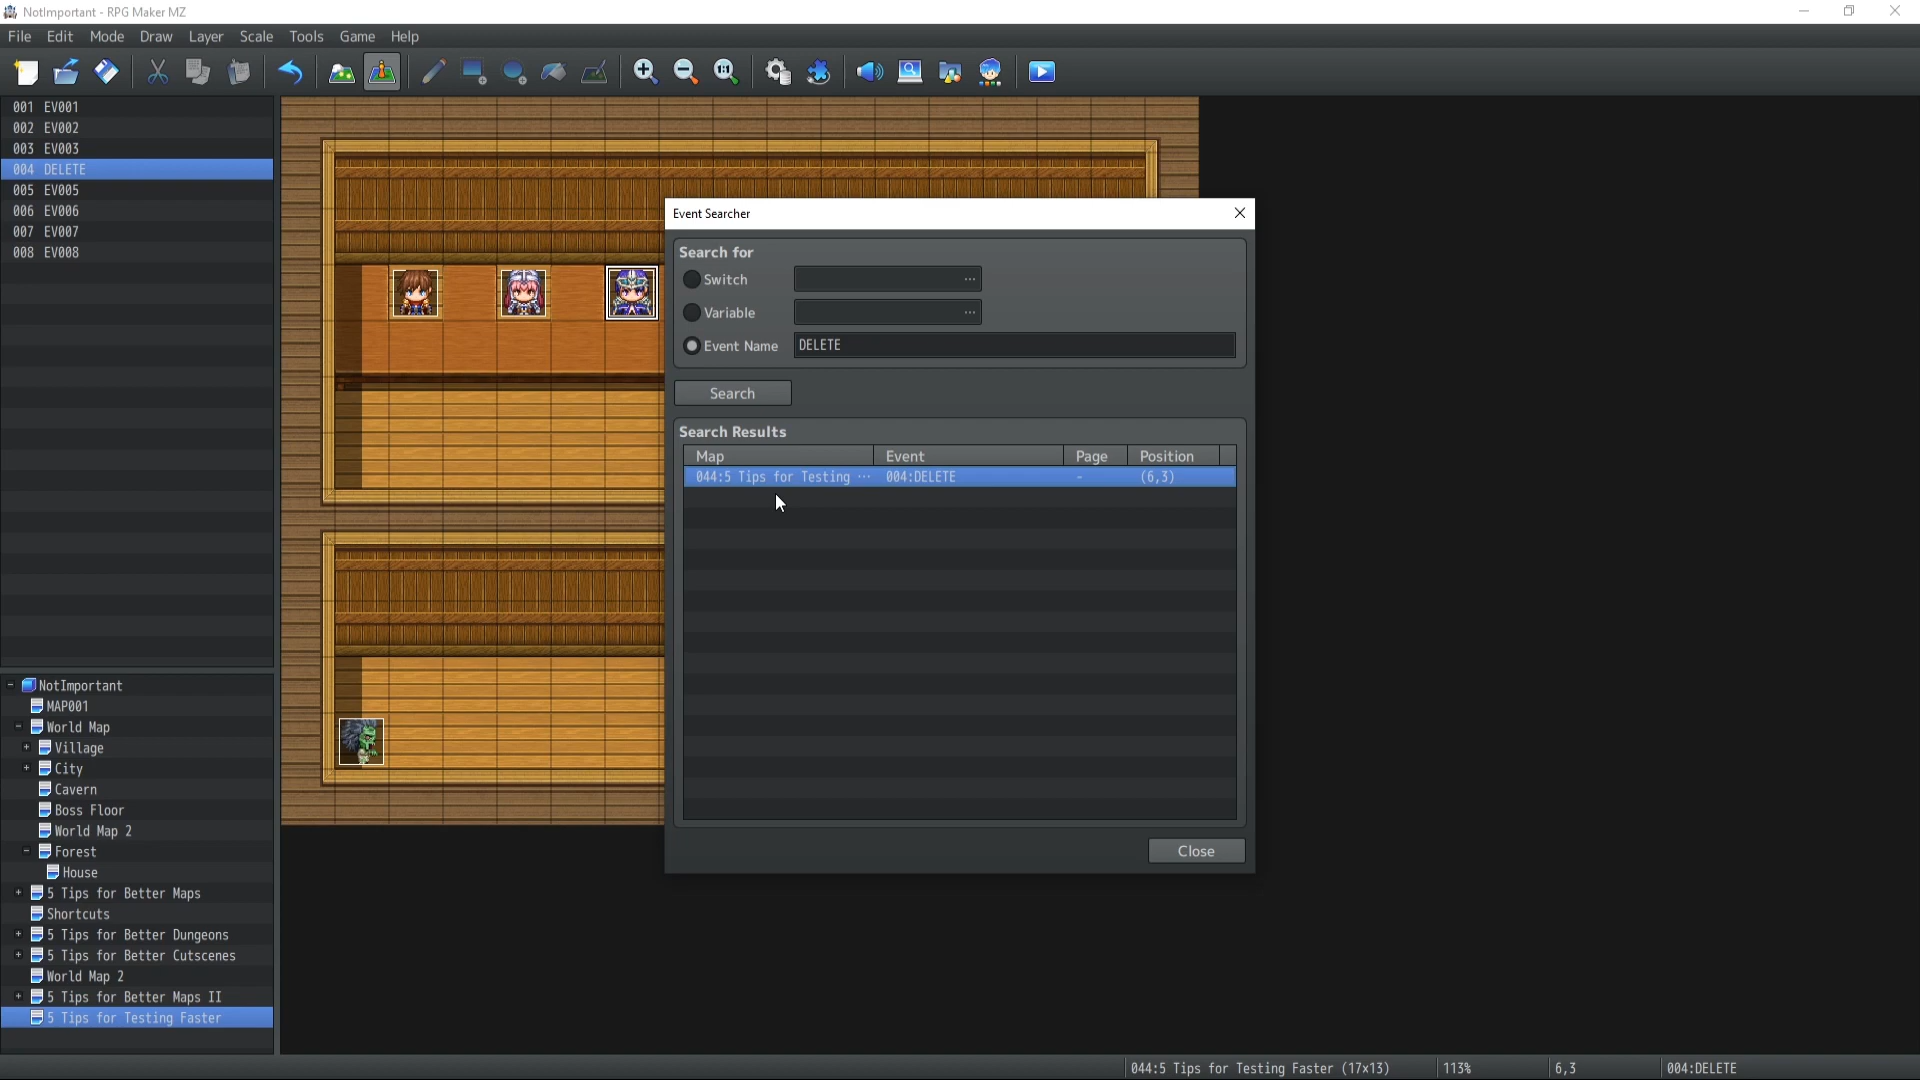 NotImportant - RPG Maker MZ
File Edit Mode Draw Layer Scale Tools Game Help
1:1
001 EV001
002 EV002
003 EV003
004 DELETE
005 EV005
006 EV006
007 EV007
008 EV008
Event Searcher
Search for
Switch ...
Variable ...
Event Name DELETE
Search
Search Results
Map Event Page Position
044:5 Tips for Testing ... 004:DELETE - (6,3)
Close
NotImportant
MAP001
World Map
Village
City
Cavern
Boss Floor
World Map 2
Forest
House
5 Tips for Better Maps
Shortcuts
5 Tips for Better Dungeons
5 Tips for Better Cutscenes
World Map 2
5 Tips for Better Maps II
5 Tips for Testing Faster
044:5 Tips for Testing Faster (17x13) 113% 6,3 004:DELETE